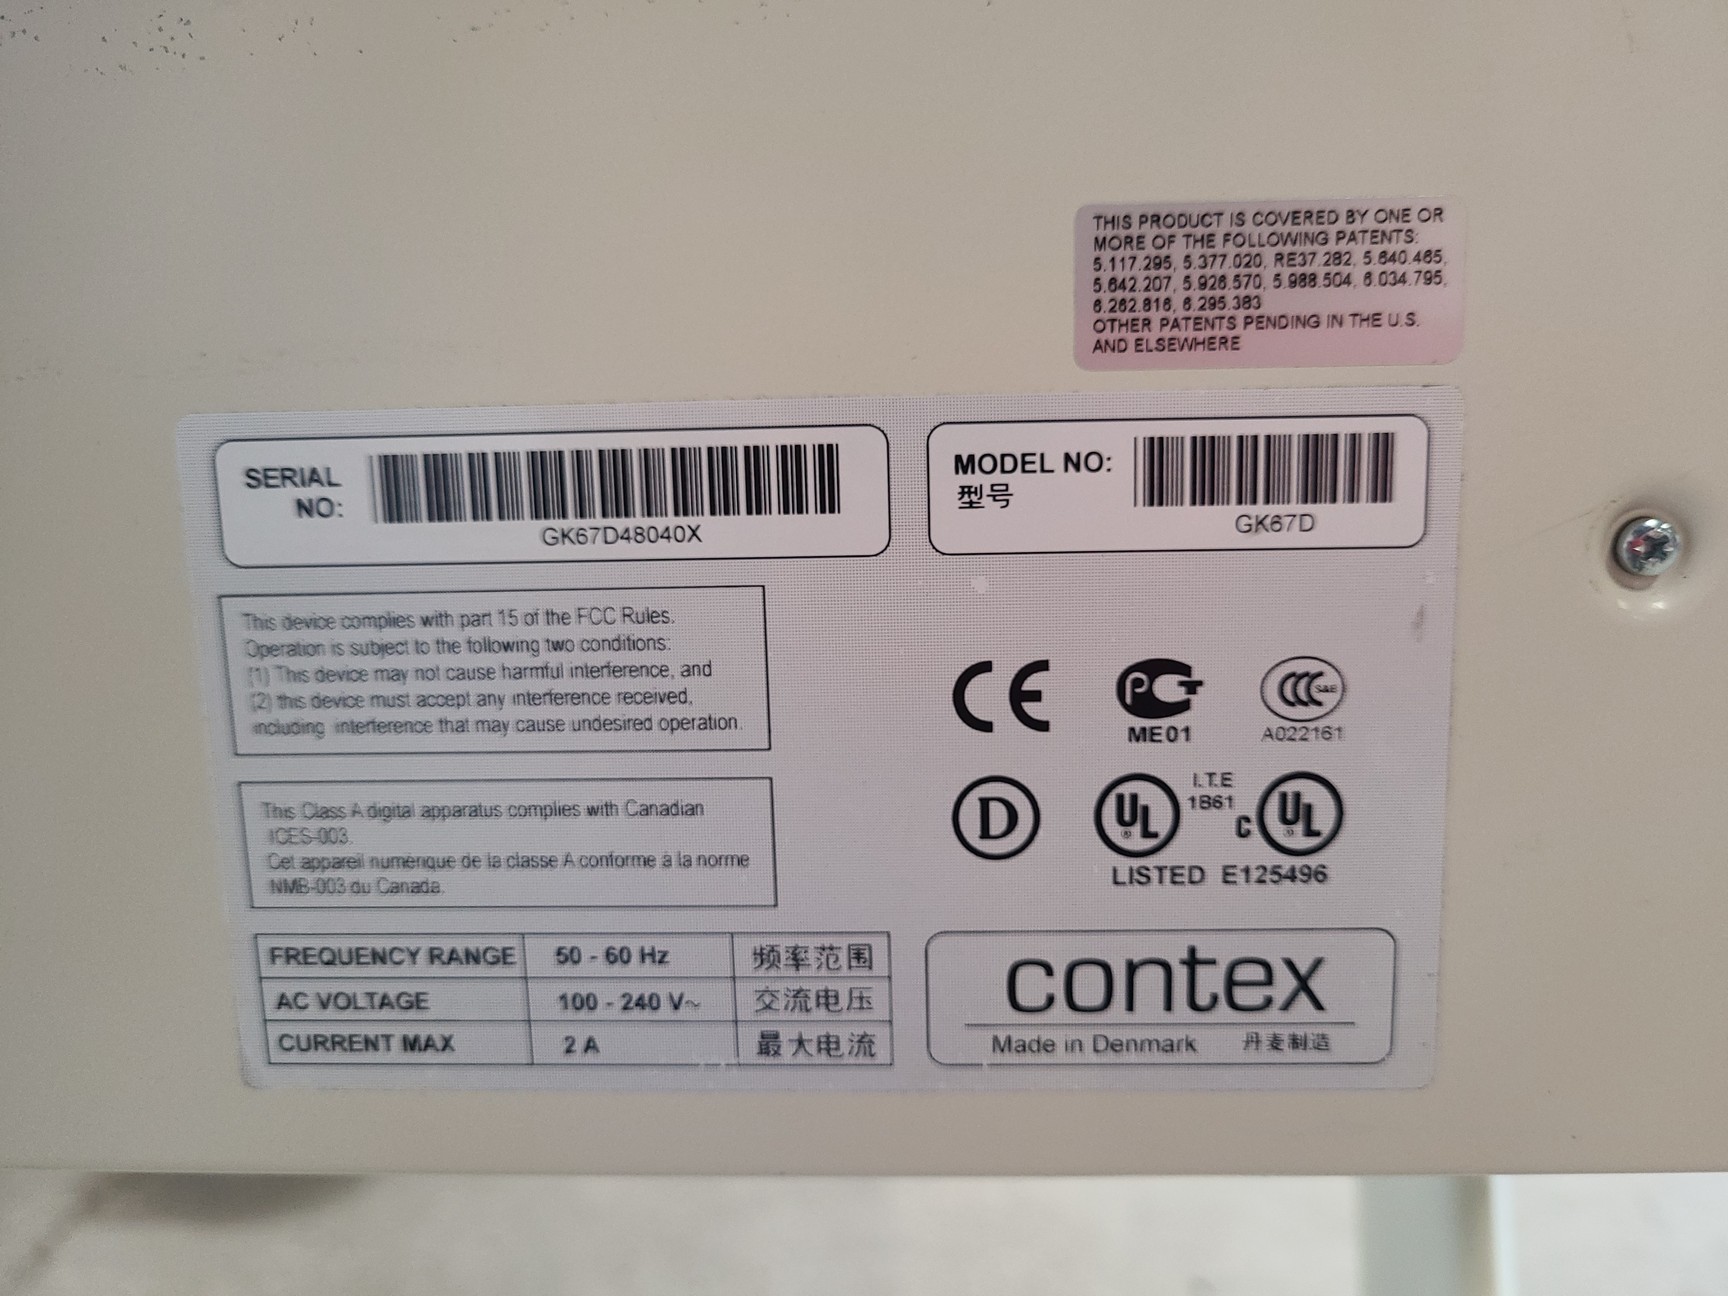 THIS PRODUCT IS COVERED BY ONE OR
MORE OF THE FOLLOWING PATENTS:
5.117.295, 5.377.020, RE37.282, 5.640.465,
5.642.207, 5.926.570, 5.988.504, 6.034.795,
6.262.816, 6.295.383
OTHER PATENTS PENDING IN THE U.S.
AND ELSEWHERE
SERIAL
NO:
GK67D48040X
MODEL NO:
型号
GK67D
This device complies with part 15 of the FCC Rules.
Operation is subject to the following two conditions:
(1) This device may not cause harmful interference, and
(2) this device must accept any interference received,
including interference that may cause undesired operation.
CE
PCT
ME01
CCC S&E
A022161
This Class A digital apparatus complies with Canadian
ICES-003.
Cet appareil numérique de la classe A conforme à la norme
NMB-003 du Canada.
D
UL
®
I.T.E
1B61
C
UL
®
LISTED E125496
FREQUENCY RANGE 50 - 60 Hz 频率范围
AC VOLTAGE 100 - 240 V~ 交流电压
CURRENT MAX 2 A 最大电流
contex
Made in Denmark 丹麦制造